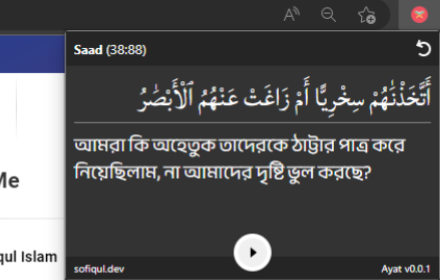 Saad (38:88)
أَتَّخَذْنَٰهُمْ سِخْرِيًّا أَمْ زَاغَتْ عَنْهُمُ ٱلْأَبْصَٰرُ
আমরা কি অহেতুক তাদেরকে ঠাট্টার পাত্র করে
নিয়েছিলাম, না আমাদের দৃষ্টি ভুল করছে?
Me
qul Islam
sofiqul.dev
Ayat v0.0.1